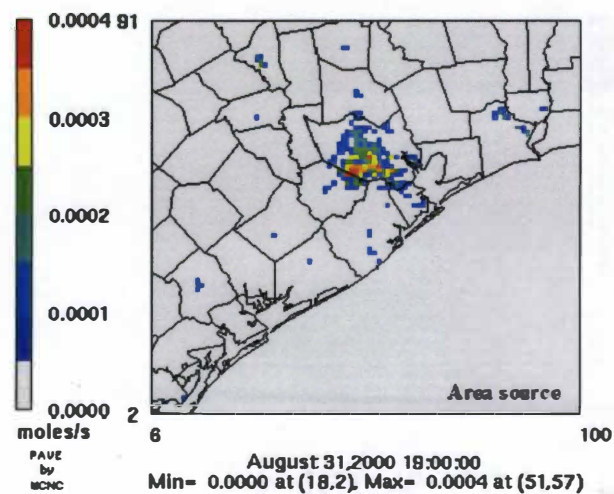 0.0004 91
0.0003
0.0002
0.0001
0.0000 2
Area source
moles/s 6 100
PAVE
by
MCNC
August 31,2000 19:00:00
Min= 0.0000 at (18,2), Max= 0.0004 at (51,57)